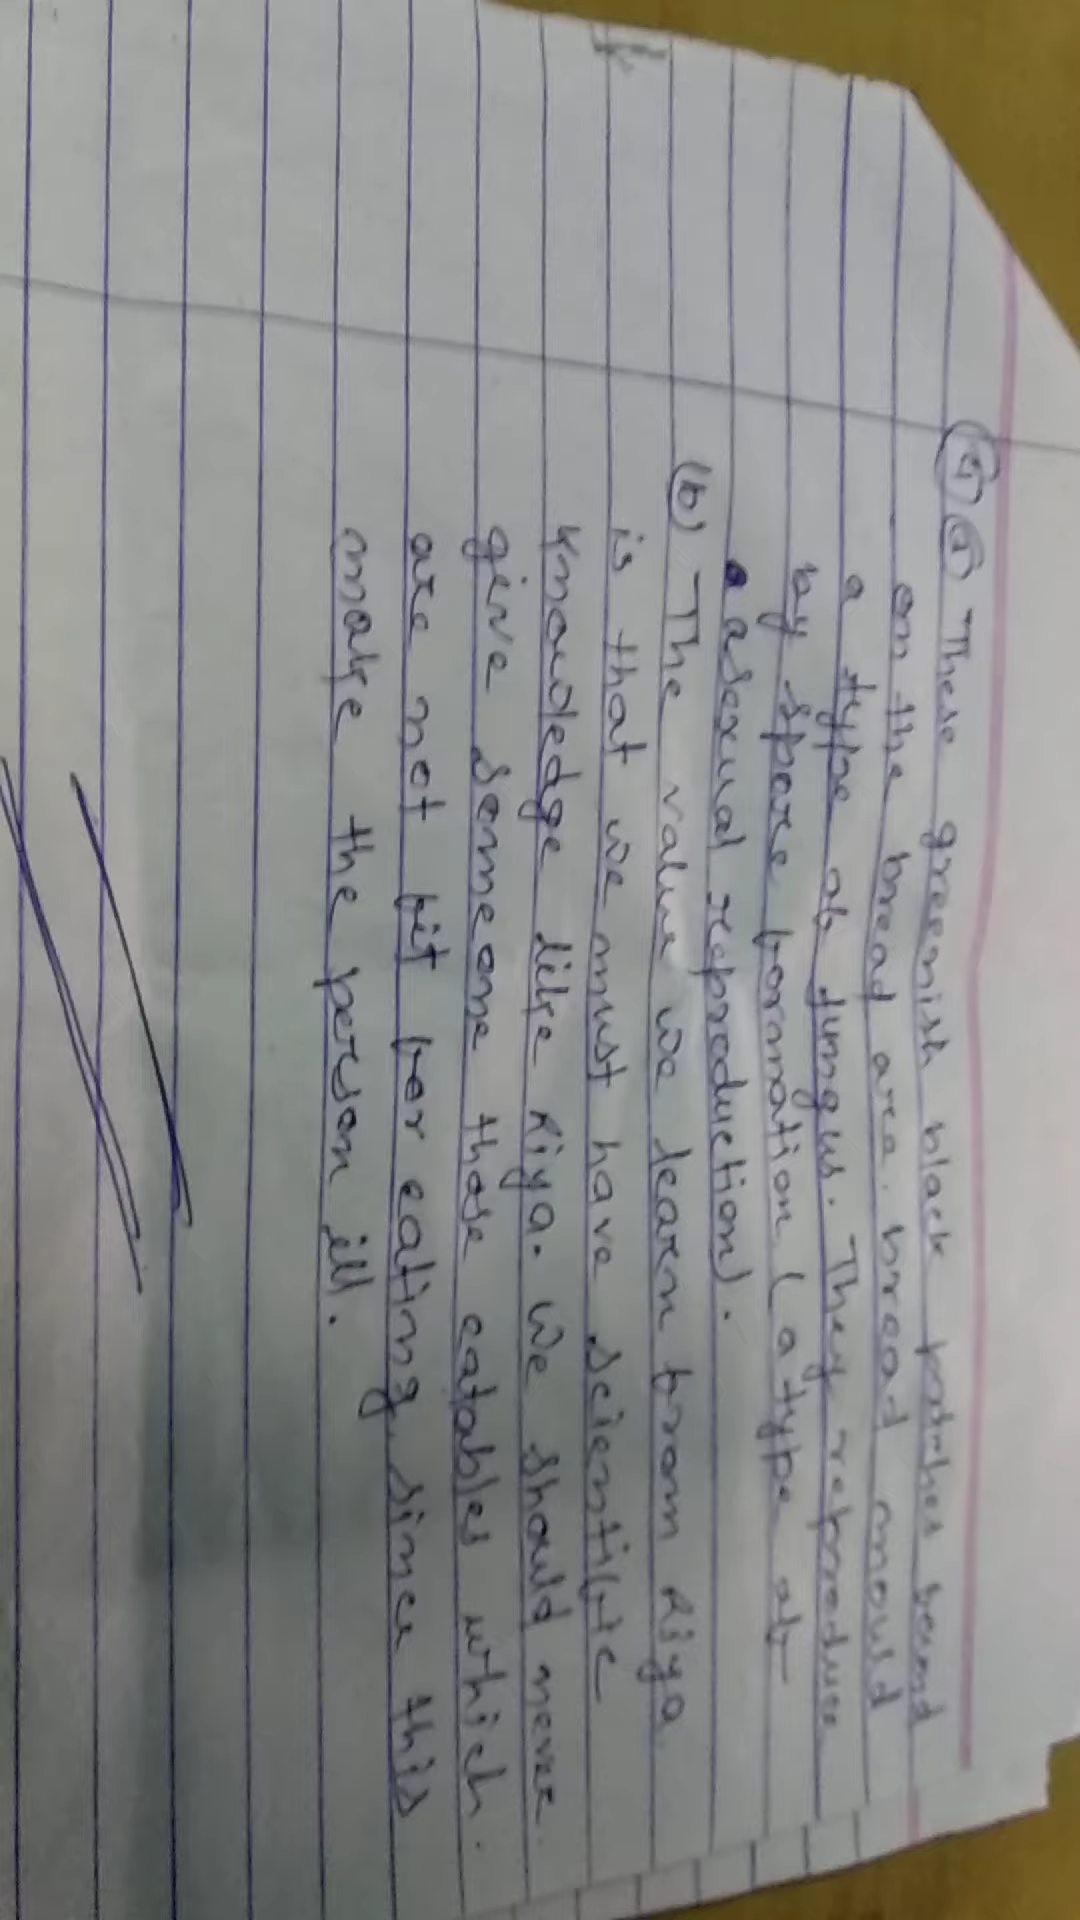 (a) These greenish black patches found
on the bread are bread mould
a type of fungus. They reproduce
by spore formation (a type of
asexual reproduction).
(b) The value we learn from Riya
is that we must have scientific
knowledge like Riya. We should never
give someone those eatables which
are not fit for eating, since this
make the person ill.